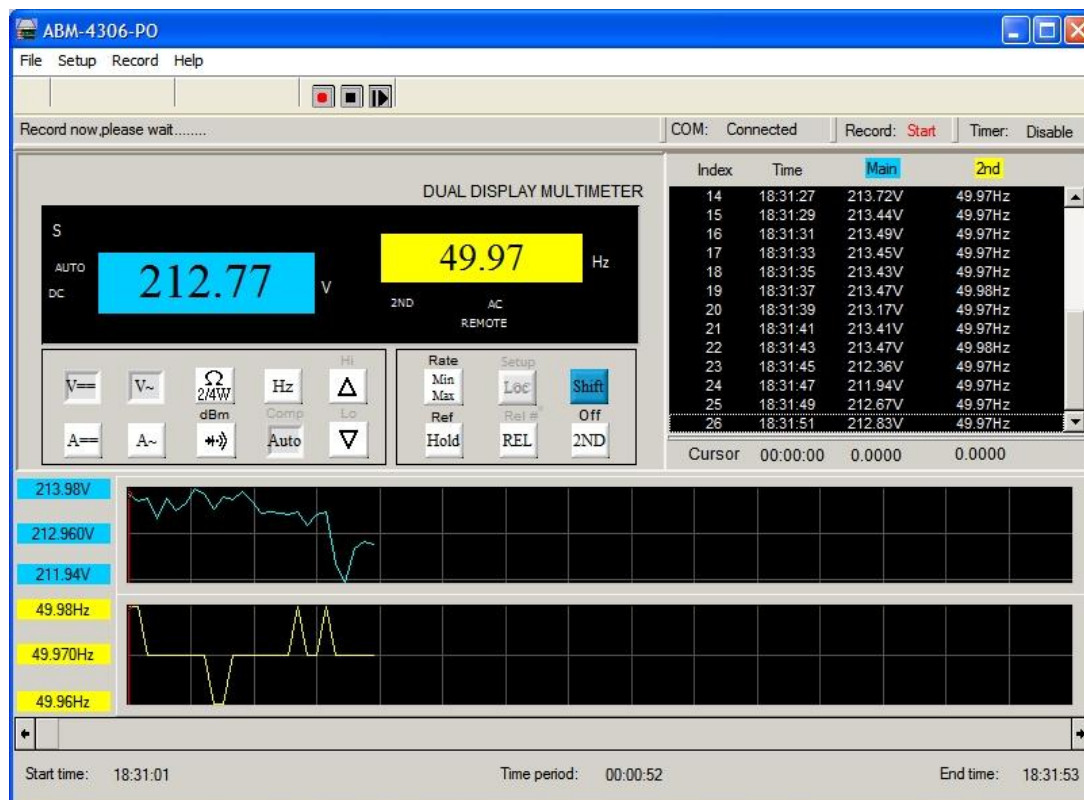 ABM-4306-PO
File Setup Record Help
Record now,please wait........ COM: Connected Record: Start Timer: Disable
DUAL DISPLAY MULTIMETER
S
AUTO
DC
212.77 V
49.97 Hz
2ND AC
REMOTE
Hi
V== V~ Ω 2/4W Hz Δ
dBm Comp Lo
A== A~ Auto ∇
Rate Setup
Min Max Loc Shift
Ref Rel # Off
Hold REL 2ND
Index Time Main 2nd
14 18:31:27 213.72V 49.97Hz
15 18:31:29 213.44V 49.97Hz
16 18:31:31 213.49V 49.97Hz
17 18:31:33 213.45V 49.97Hz
18 18:31:35 213.43V 49.97Hz
19 18:31:37 213.47V 49.98Hz
20 18:31:39 213.17V 49.97Hz
21 18:31:41 213.41V 49.97Hz
22 18:31:43 213.47V 49.98Hz
23 18:31:45 212.36V 49.97Hz
24 18:31:47 211.94V 49.97Hz
25 18:31:49 212.67V 49.97Hz
26 18:31:51 212.83V 49.97Hz
Cursor 00:00:00 0.0000 0.0000
213.98V
212.960V
211.94V
49.98Hz
49.970Hz
49.96Hz
Start time: 18:31:01 Time period: 00:00:52 End time: 18:31:53